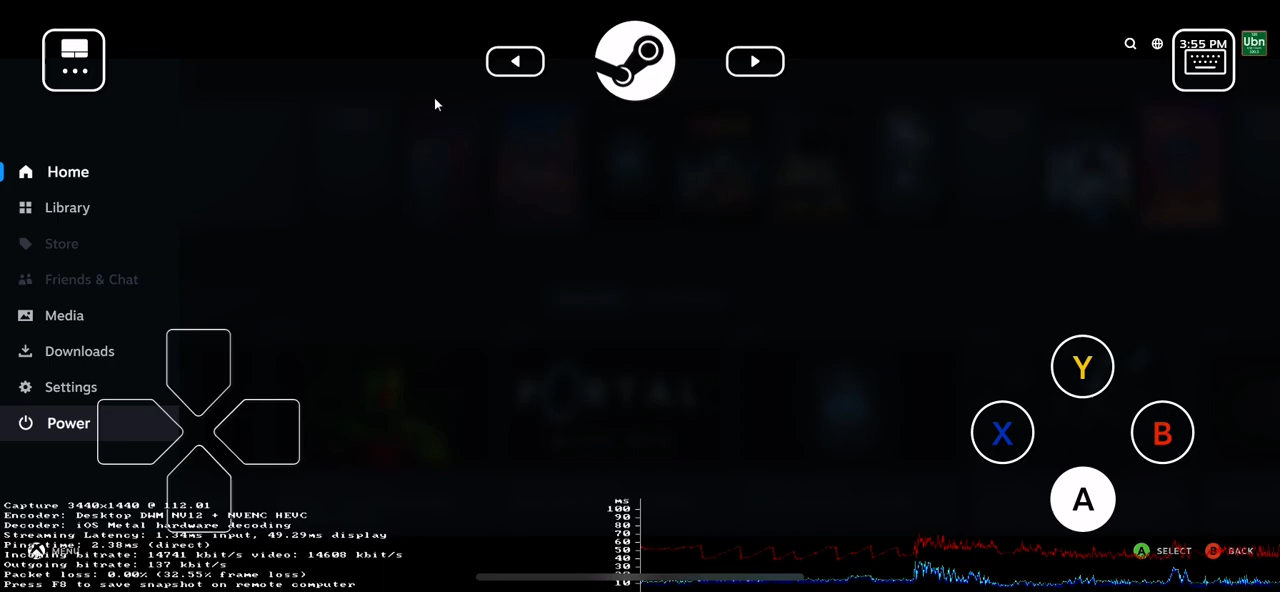 3:55 PM
Ubn
Home
Library
Store
Friends & Chat
Media
Downloads
Settings
Power
PORTAL
Y
X
B
A
Capture 3440x1440 @ 112.01
Encoder: Desktop DWM NV12 + NVENC HEVC
Decoder: iOS Metal hardware decoding
Streaming Latency: 1.34ms input, 49.29ms display
Ping time: 2.38ms (direct)
MENU
Incoming bitrate: 14741 kbit/s video: 14608 kbit/s
Outgoing bitrate: 137 kbit/s
Packet loss: 0.00% (32.55% frame loss)
Press F8 to save snapshot on remote computer
ms
100
90
80
70
60
50
40
30
20
10
A SELECT B BACK